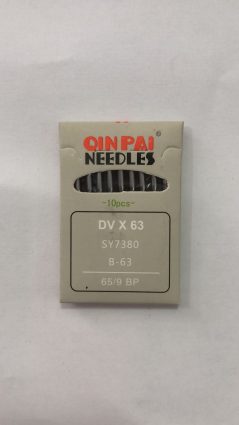 QIN PAI®
NEEDLES
-10pcs-
DV X 63
SY7380
B-63
65/9 BP